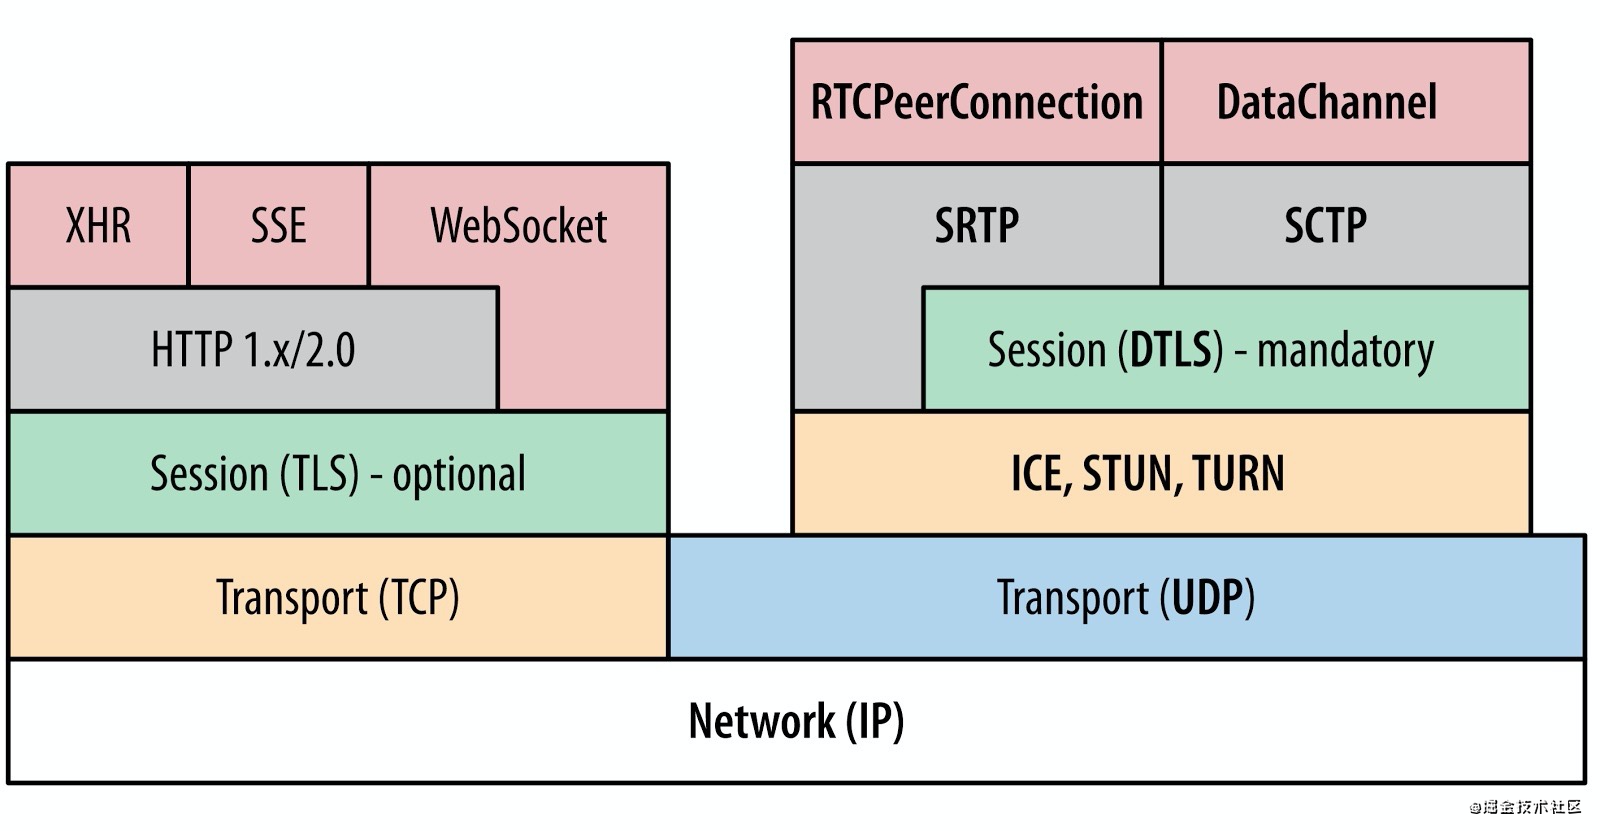 RTCPeerConnection
DataChannel
XHR
SSE
WebSocket
SRTP
SCTP
HTTP 1.x/2.0
Session (DTLS) - mandatory
Session (TLS) - optional
ICE, STUN, TURN
Transport (TCP)
Transport (UDP)
Network (IP)
@掘金技术社区